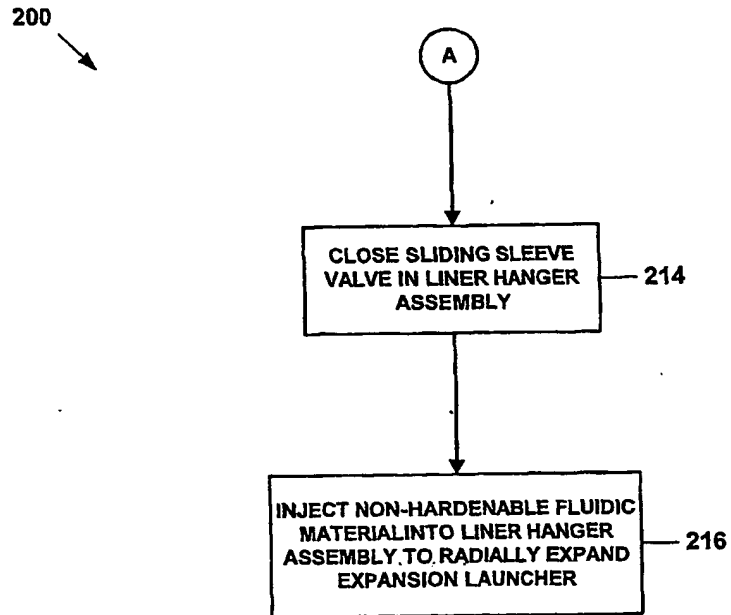 200
A
CLOSE SLIDING SLEEVE
VALVE IN LINER HANGER
ASSEMBLY
214
INJECT NON-HARDENABLE FLUIDIC
MATERIALINTO LINER HANGER
ASSEMBLY TO RADIALLY EXPAND
EXPANSION LAUNCHER
216